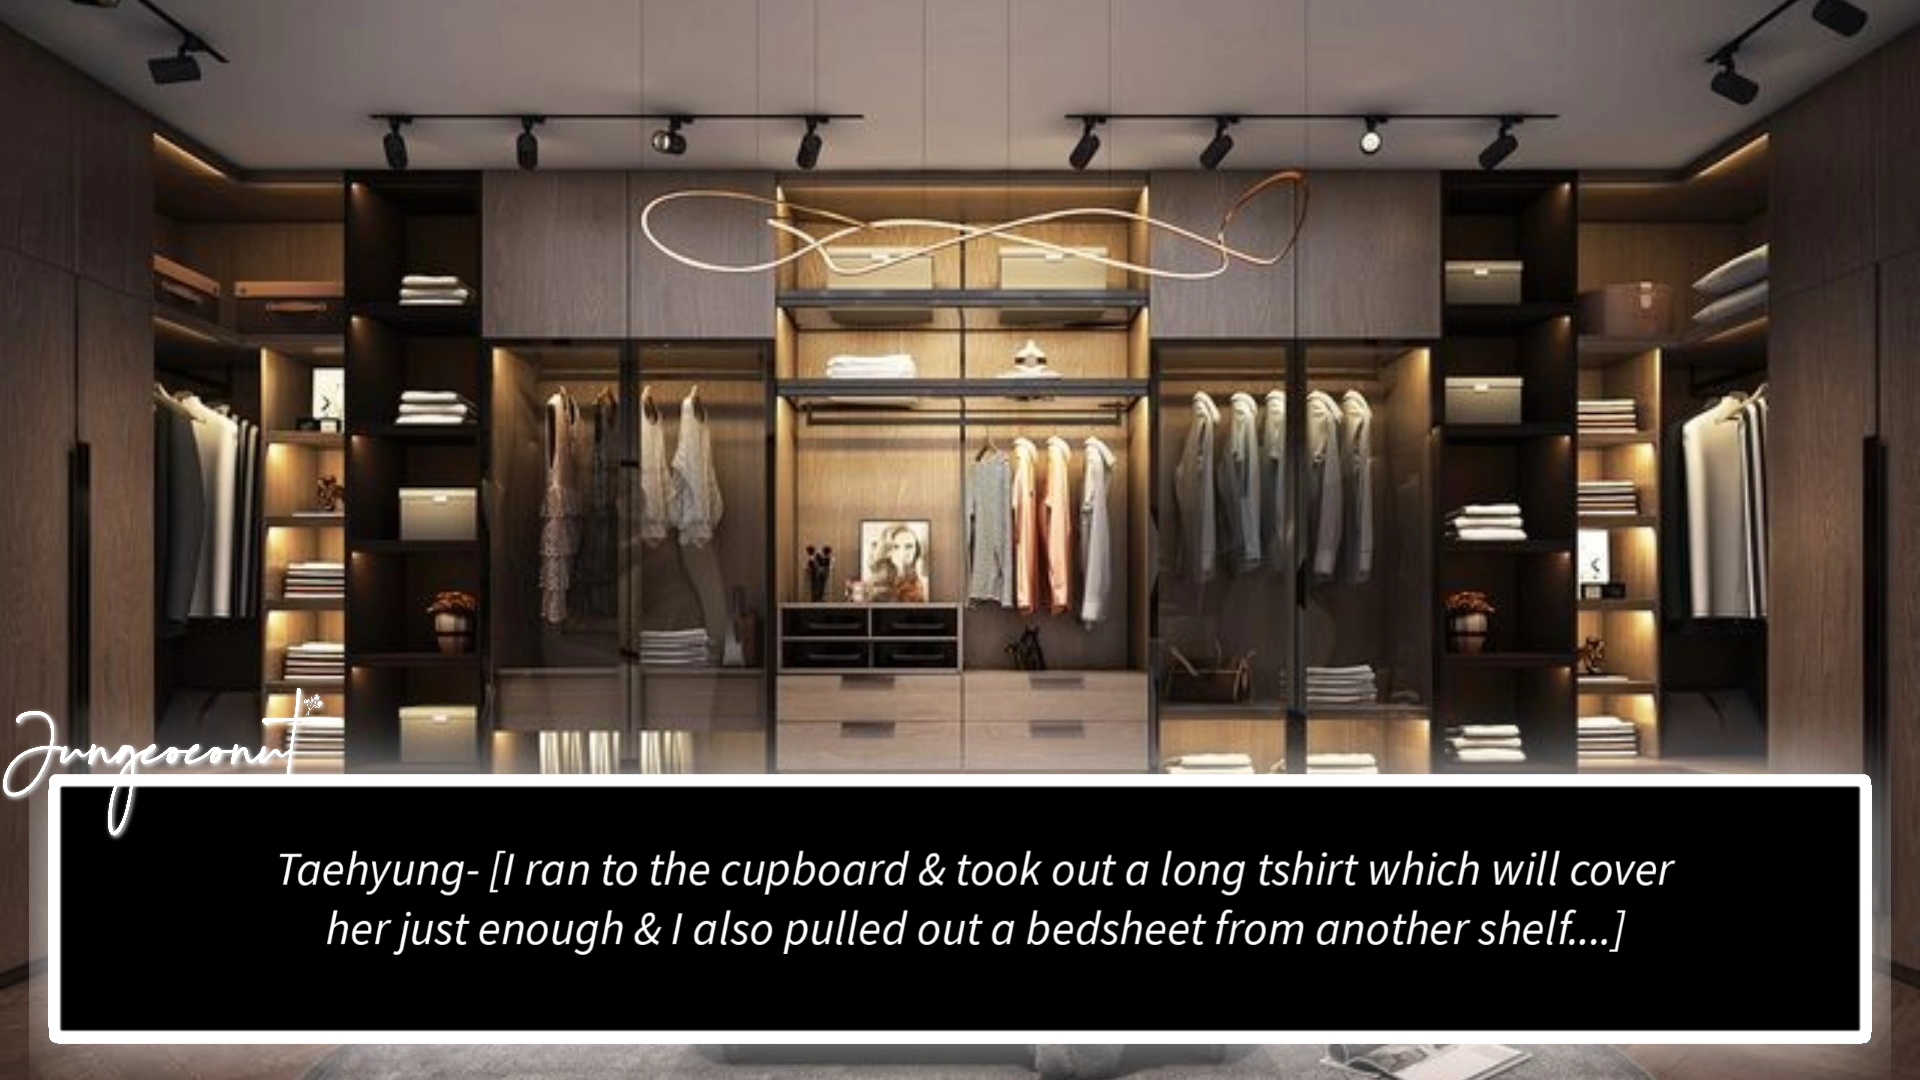 Jungcoconut
Taehyung- [I ran to the cupboard & took out a long tshirt which will cover
her just enough & I also pulled out a bedsheet from another shelf....]